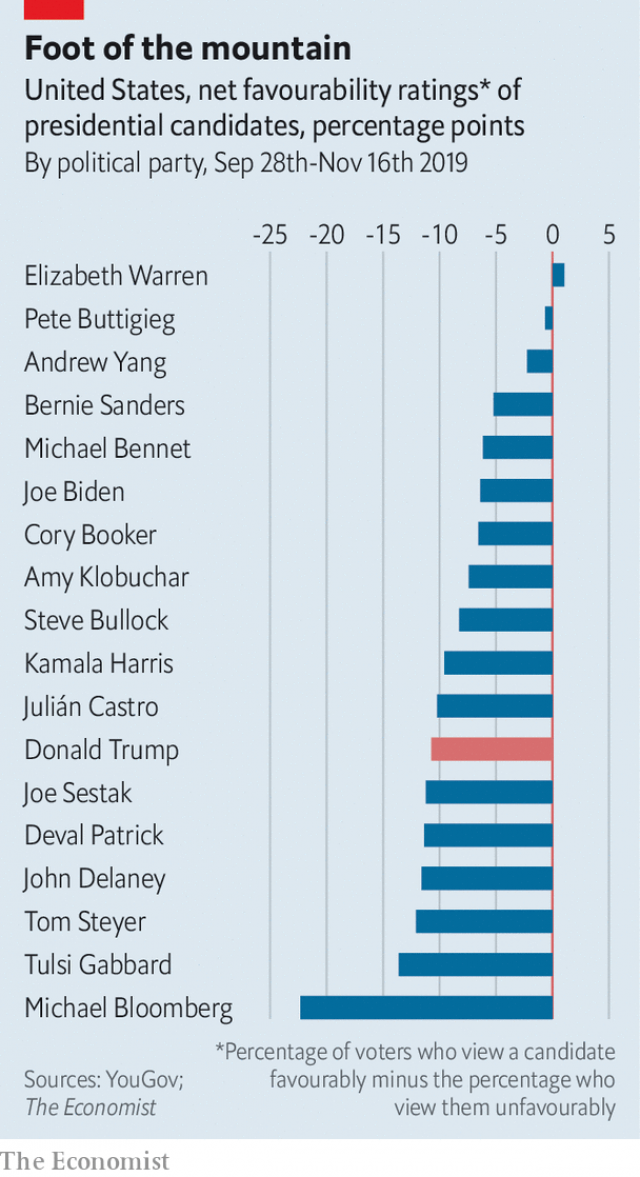 Foot of the mountain
United States, net favourability ratings* of
presidential candidates, percentage points
By political party, Sep 28th-Nov 16th 2019
-25 -20 -15 -10 -5 0 5
Elizabeth Warren
Pete Buttigieg
Andrew Yang
Bernie Sanders
Michael Bennet
Joe Biden
Cory Booker
Amy Klobuchar
Steve Bullock
Kamala Harris
Julián Castro
Donald Trump
Joe Sestak
Deval Patrick
John Delaney
Tom Steyer
Tulsi Gabbard
Michael Bloomberg
*Percentage of voters who view a candidate
favourably minus the percentage who
view them unfavourably
Sources: YouGov;
The Economist
The Economist